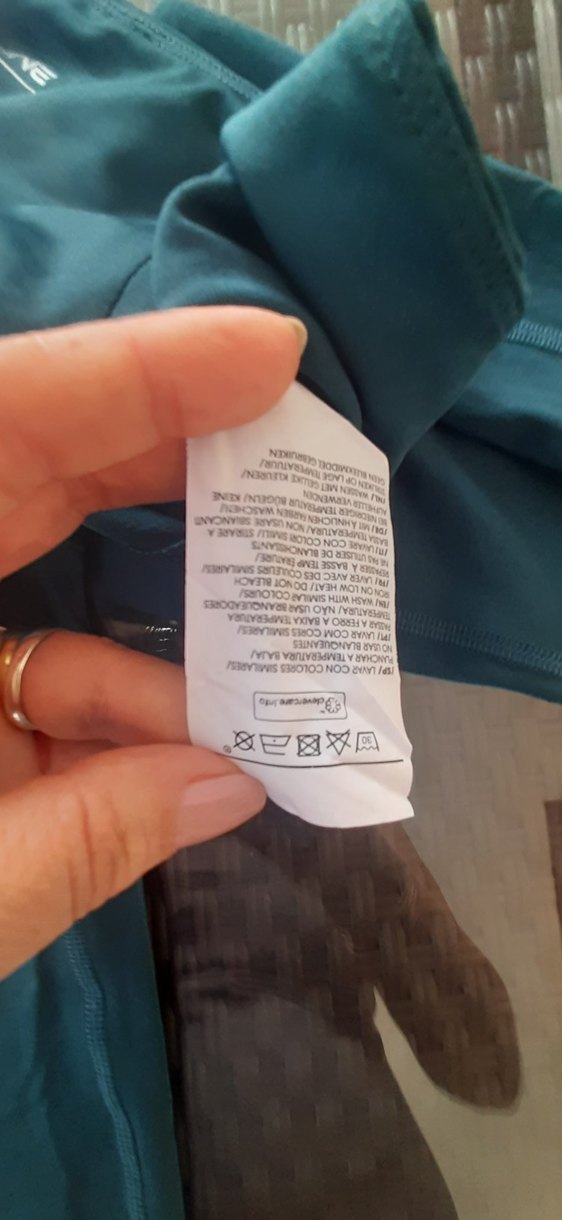 30
®
clevercare.info
/SP/ LAVAR CON COLORES SIMILARES/
PLANCHAR A TEMPERATURA BAJA/
NO USAR BLANQUEANTES
/PT/ LAVAR COM CORES SIMILARES/
PASSAR A FERRO A BAIXA A
TEMPERATURA/ NÃO USAR BRANQUEADORES
/EN/ WASH WITH SIMILAR COLOURS/
IRON ON LOW HEAT/ DO NOT BLEACH
/FR/ LAVER AVEC DES COULEURS SIMILAIRES/
REPASSER À BASSE TEMPÉRATURE/
NE PAS UTILISER DE BLANCHISSANTS
/IT/ LAVARE CON COLORI SIMILI/ STIRARE A
BASSA TEMPERATURA/ NON USARE SBIANCANTI
/DE/ MIT ÄHNLICHEN FARBEN WASCHEN/
BEI NIEDRIGER TEMPERATUR BÜGELN/ KEINE
AUFHELLER VERWENDEN
/NL/ WASSEN MET GELIJKE KLEUREN/
STRIJKEN OP LAGE TEMPERATUUR/
GEEN BLEEKMIDDEL GEBRUIKEN